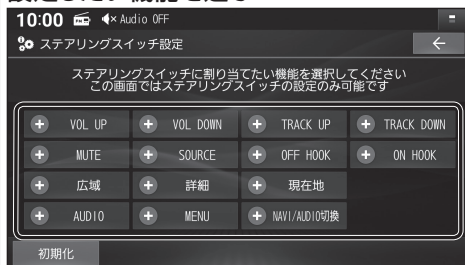 10:00 Audio OFF
ステアリングスイッチ設定
ステアリングスイッチに割り当てたい機能を選択してください
この画面ではステアリングスイッチの設定のみ可能です
VOL UP VOL DOWN TRACK UP TRACK DOWN
MUTE SOURCE OFF HOOK ON HOOK
広域 詳細 現在地
AUDIO MENU NAVI/AUDIO切換
初期化